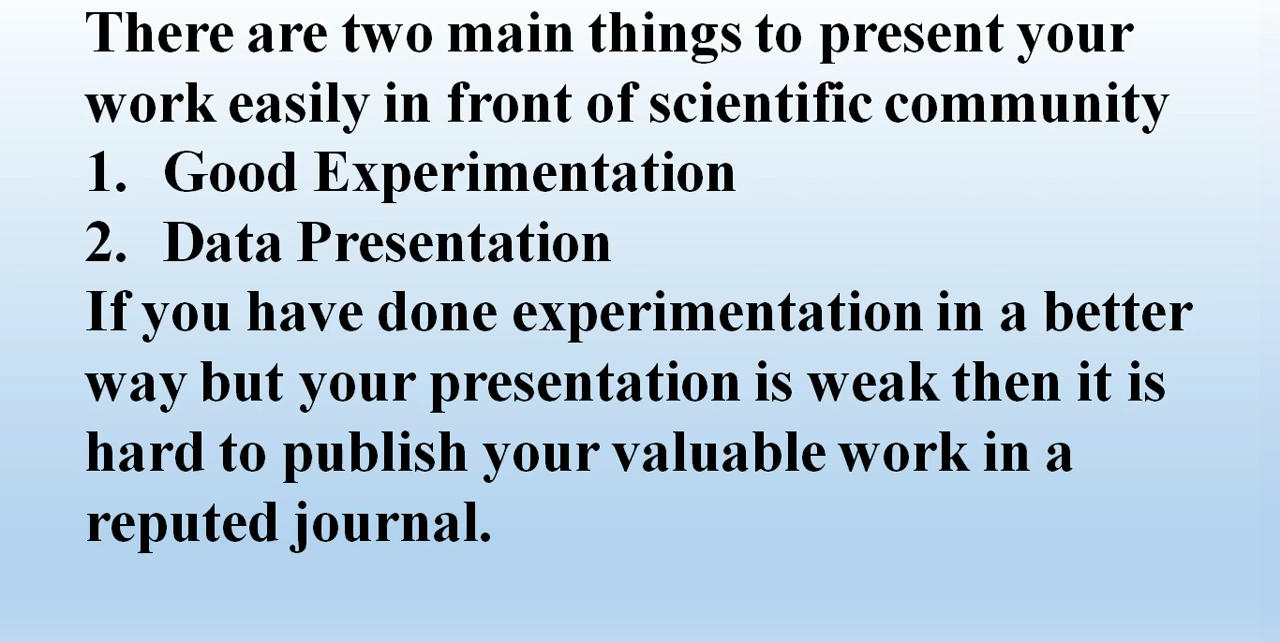 There are two main things to present your
work easily in front of scientific community
1. Good Experimentation
2. Data Presentation
If you have done experimentation in a better
way but your presentation is weak then it is
hard to publish your valuable work in a
reputed journal.